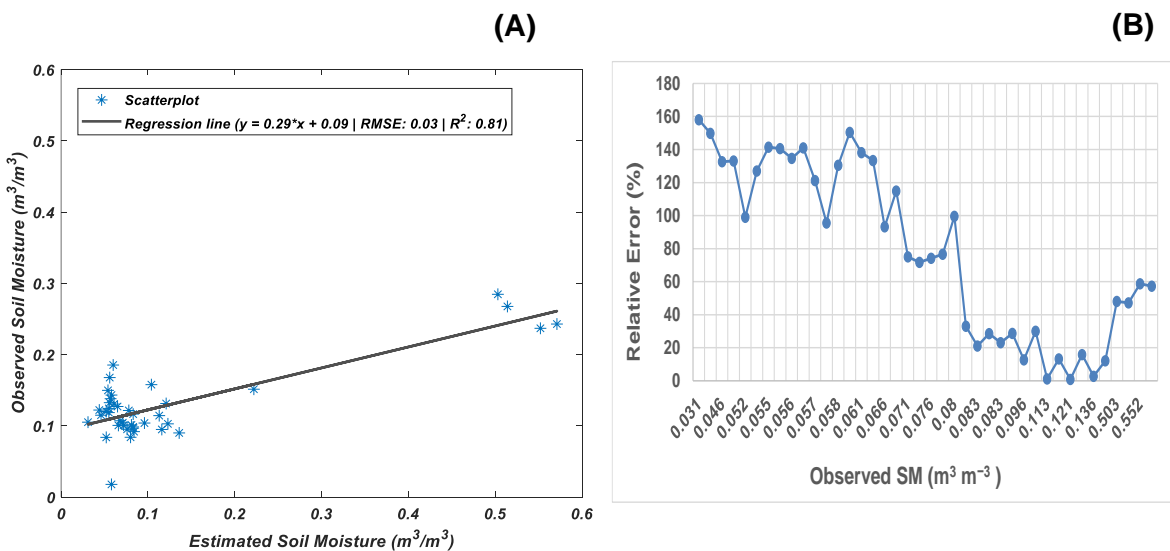 (A)
(B)
Scatterplot
Regression line (y = 0.29*x + 0.09 | RMSE: 0.03 | R²: 0.81)
Observed Soil Moisture (m³/m³)
0.6
0.5
0.4
0.3
0.2
0.1
0
0 0.1 0.2 0.3 0.4 0.5 0.6
Estimated Soil Moisture (m³/m³)
Relative Error (%)
180
160
140
120
100
80
60
40
20
0
0.031 0.046 0.052 0.055 0.056 0.057 0.058 0.061 0.066 0.071 0.076 0.08 0.083 0.083 0.096 0.113 0.121 0.136 0.503 0.552
Observed SM (m³ m⁻³ )